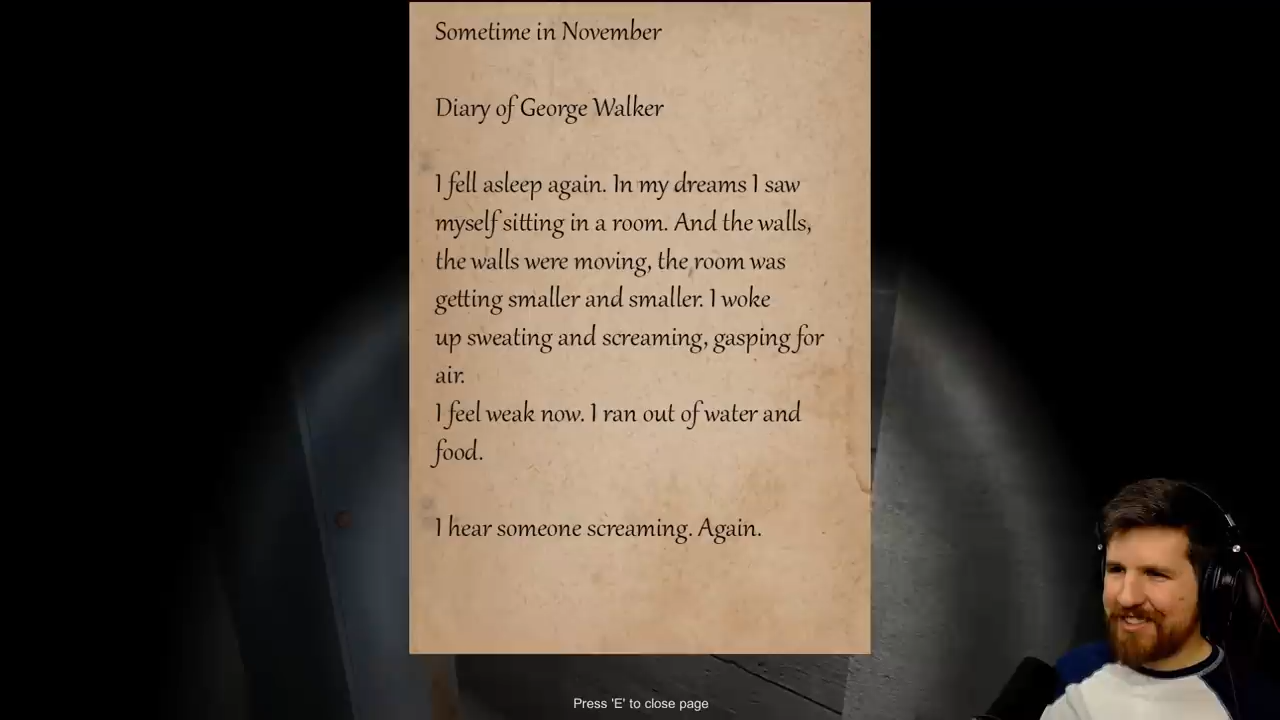 Sometime in November
Diary of George Walker
I fell asleep again. In my dreams I saw
myself sitting in a room. And the walls,
the walls were moving, the room was
getting smaller and smaller. I woke
up sweating and screaming, gasping for
air.
I feel weak now. I ran out of water and
food.
I hear someone screaming. Again.
Press 'E' to close page